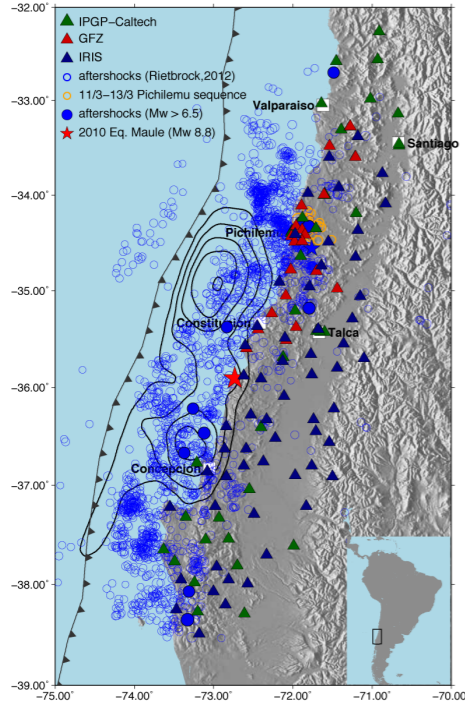 −32.00˚
−33.00˚
−34.00˚
−35.00˚
−36.00˚
−37.00˚
−38.00˚
−39.00˚
IPGP−Caltech
GFZ
IRIS
aftershocks (Rietbrock,2012)
11/3−13/3 Pichilemu sequence
aftershocks (Mw > 6.5)
2010 Eq. Maule (Mw 8.8)
Valparaiso
Santiago
Pichilem
Constitucion
Talca
Concepcion
−75.00˚ −74.00˚ −73.00˚ −72.00˚ −71.00˚ −70.00˚